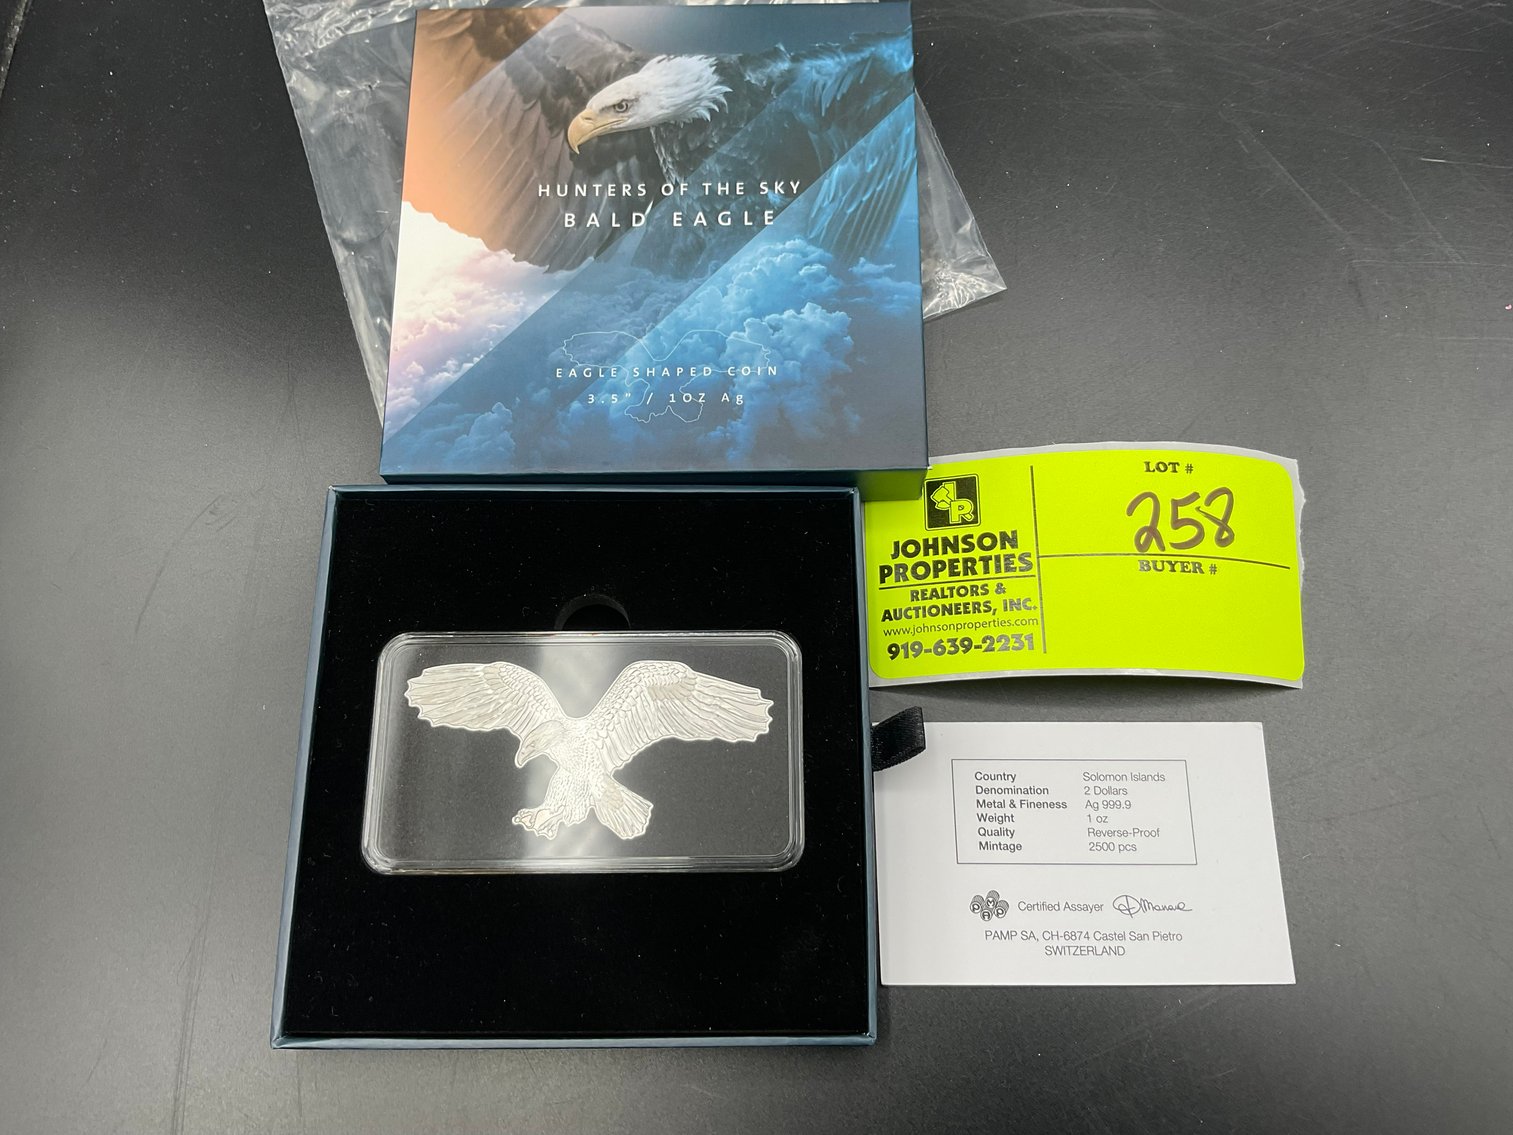 HUNTERS OF THE SKY
BALD EAGLE
EAGLE SHAPED COIN
3.5" / 1OZ Ag
JOHNSON
PROPERTIES
REALTORS &
AUCTIONEERS, INC.
www.johnsonproperties.com
919-639-2231
LOT #
258
BUYER #
Country Solomon Islands
Denomination 2 Dollars
Metal & Fineness Ag 999.9
Weight 1 oz
Quality Reverse-Proof
Mintage 2500 pcs
PAMP Certified Assayer
PAMP SA, CH-6874 Castel San Pietro
SWITZERLAND